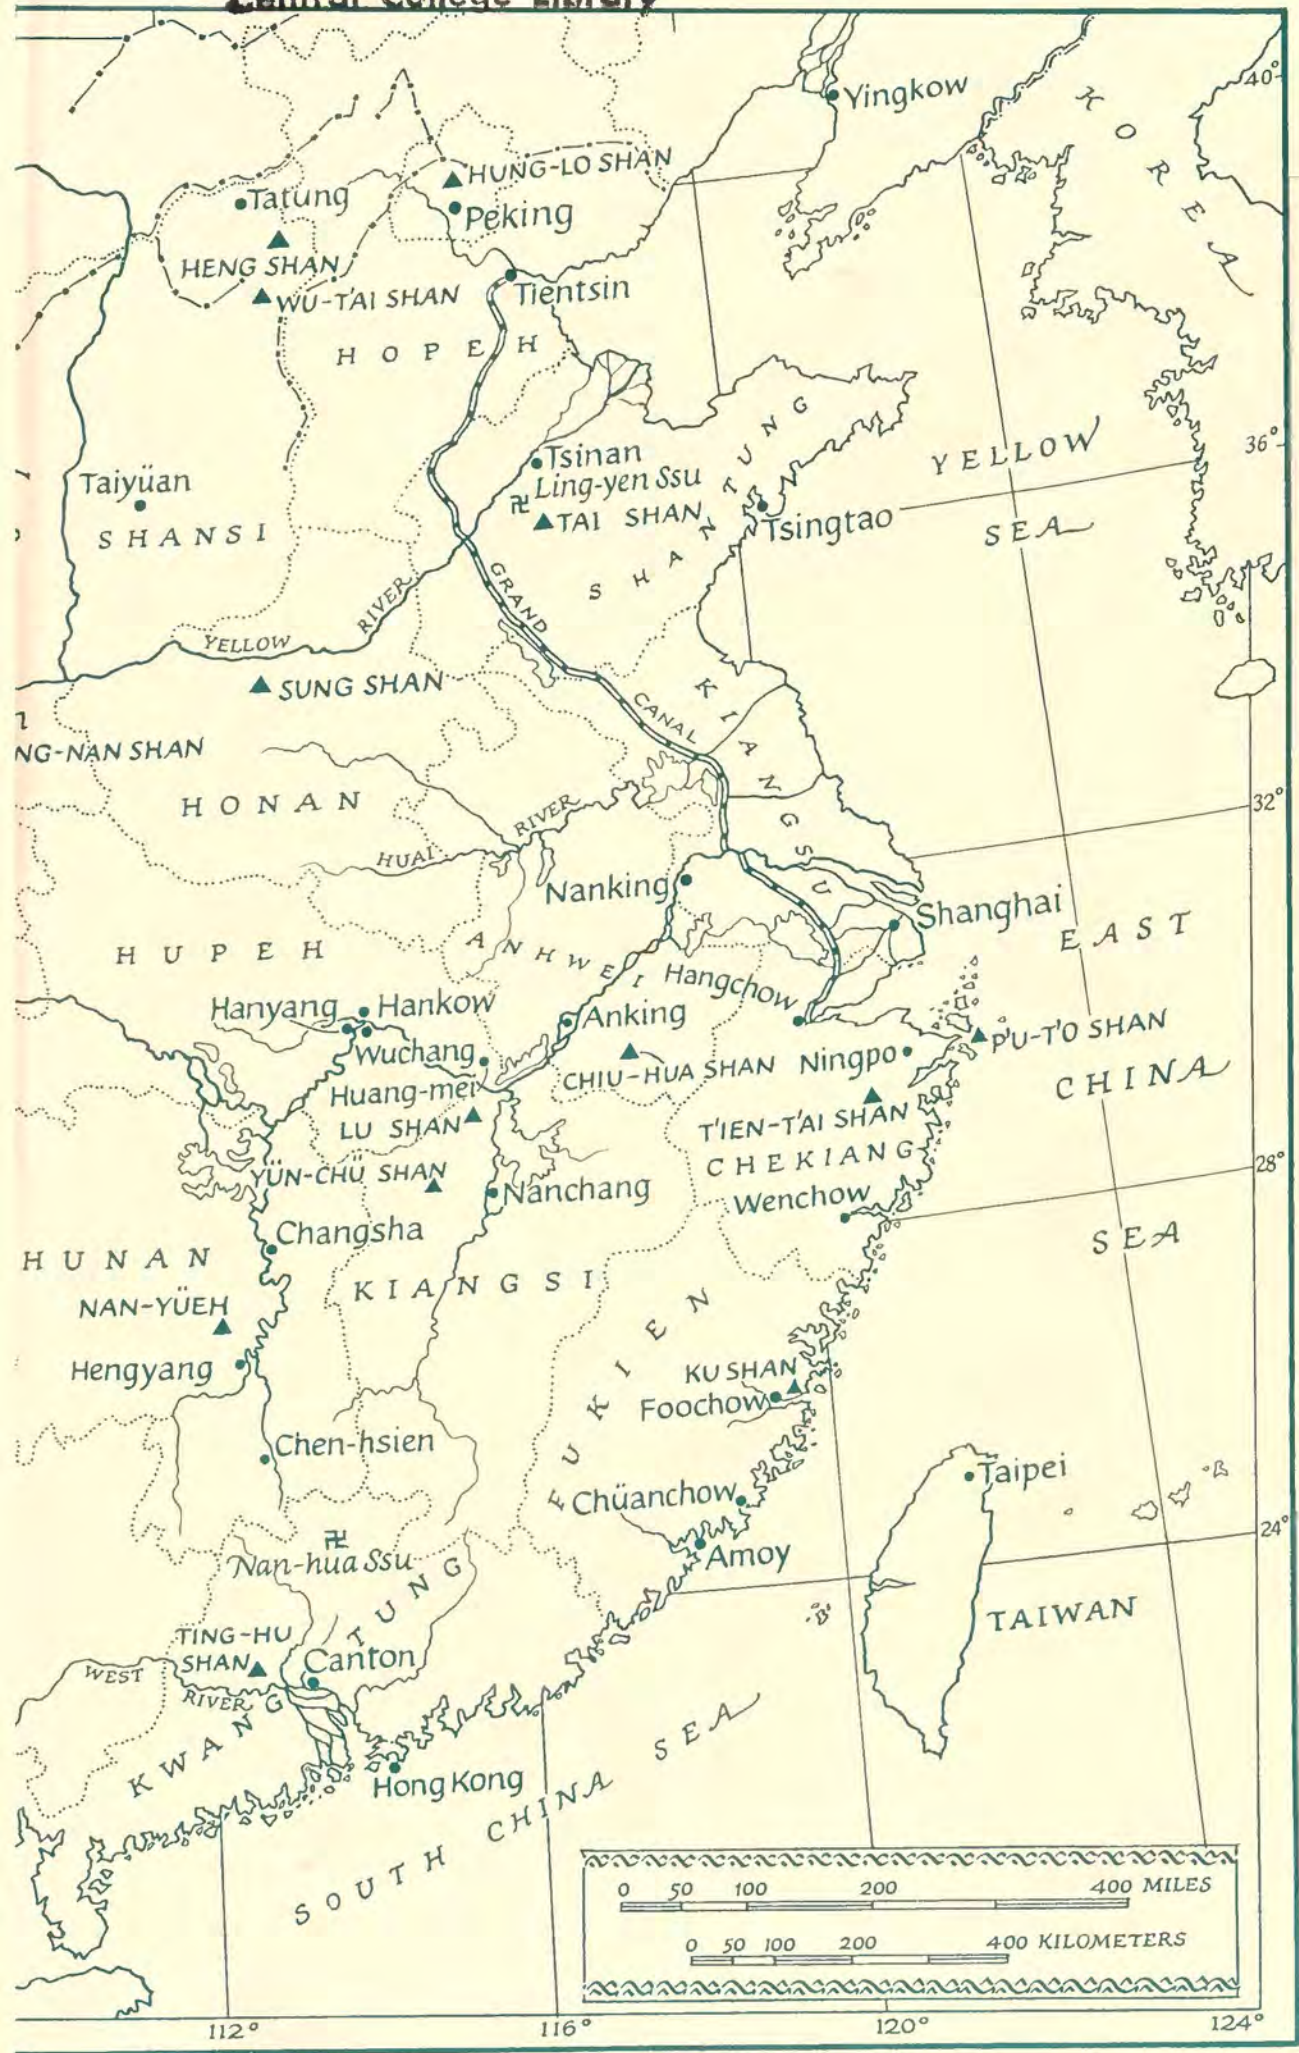 Central College Library
40°
Yingkow
KOREA
HUNG-LO SHAN
Tatung
Peking
HENG SHAN
WU-T'AI SHAN
Tientsin
HOPEH
36°
YELLOW
SEA
Tsinan
Ling-yen Ssu
卍
TAI SHAN
Tsingtao
SHANTUNG
Taiyüan
SHANSI
GRAND
CANAL
YELLOW
RIVER
SUNG SHAN
NG-NAN SHAN
KIANGSU
HONAN
32°
HUAI
RIVER
Nanking
Shanghai
EAST
CHINA
SEA
HUPEH
ANHWEI
Hangchow
Hanyang
Hankow
Anking
P'U-T'O SHAN
Wuchang
CHIU-HUA SHAN
Ningpo
Huang-mei
LU SHAN
T'IEN-T'AI SHAN
CHEKIANG
28°
YÜN-CHÜ SHAN
Nanchang
Wenchow
Changsha
HUNAN
KIANGSI
NAN-YÜEH
Hengyang
FUKIEN
KU SHAN
Foochow
Chen-hsien
Taipei
Chüanchow
24°
卍
Nan-hua Ssu
Amoy
TAIWAN
TING-HU
SHAN
Canton
WEST
RIVER
KWANGTUNG
Hong Kong
SOUTH CHINA SEA
0 50 100 200 400 MILES
0 50 100 200 400 KILOMETERS
112° 116° 120° 124°